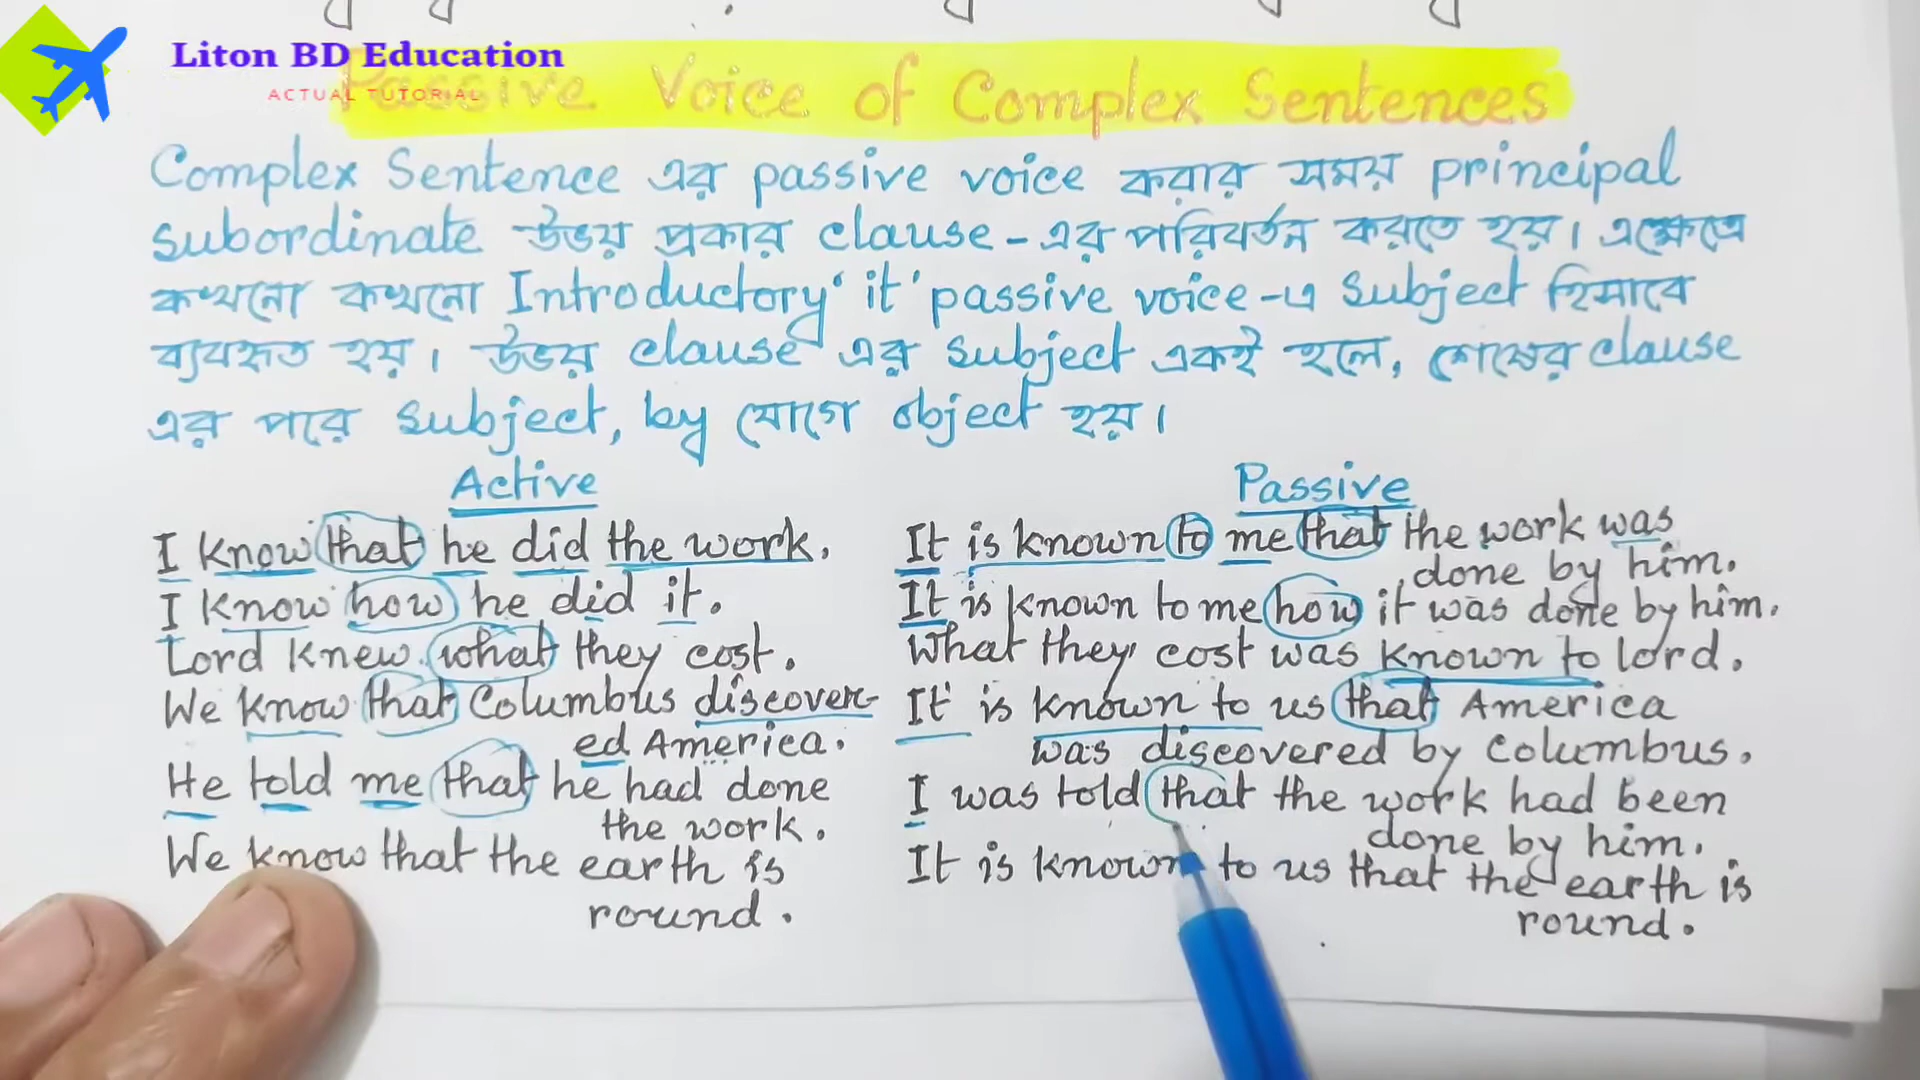 Liton BD Education
ACTUAL TUTORIAL
Passive Voice of Complex Sentences
Complex Sentence এর passive voice করার সময় principal
subordinate উভয় প্রকার clause-এর পরিবর্তন করতে হয়। এক্ষেত্রে
কখনো কখনো Introductory 'it' passive voice-এ subject হিসাবে
ব্যবহৃত হয়। উভয় clause এর subject একই হলে, শেষের clause
এর পরে subject, by যোগে object হয়।
Active
I know that he did the work.
I know how he did it.
Lord knew what they cost.
We know that Columbus discover-
ed America.
He told me that he had done
the work.
We know that the earth is
round.
Passive
It is known to me that the work was
done by him.
It is known to me how it was done by him.
What they cost was known to lord.
It is known to us that America
was discovered by Columbus.
I was told that the work had been
done by him.
It is known to us that the earth is
round.